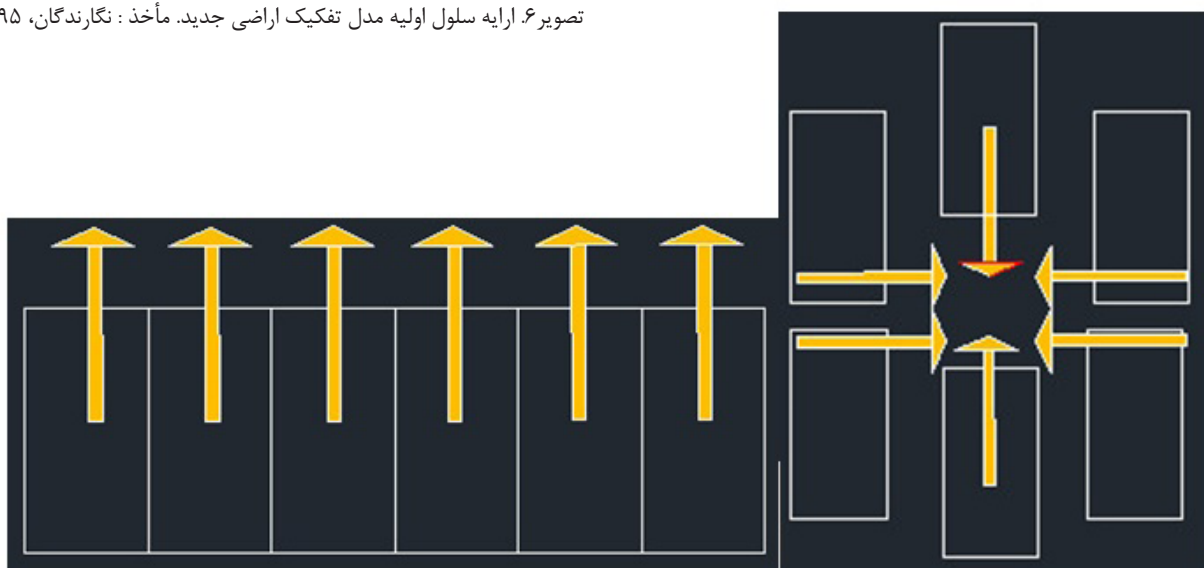 تصویر۶. ارایه سلول اولیه مدل تفکیک اراضی جدید. مأخذ : نگارندگان، ۹۵